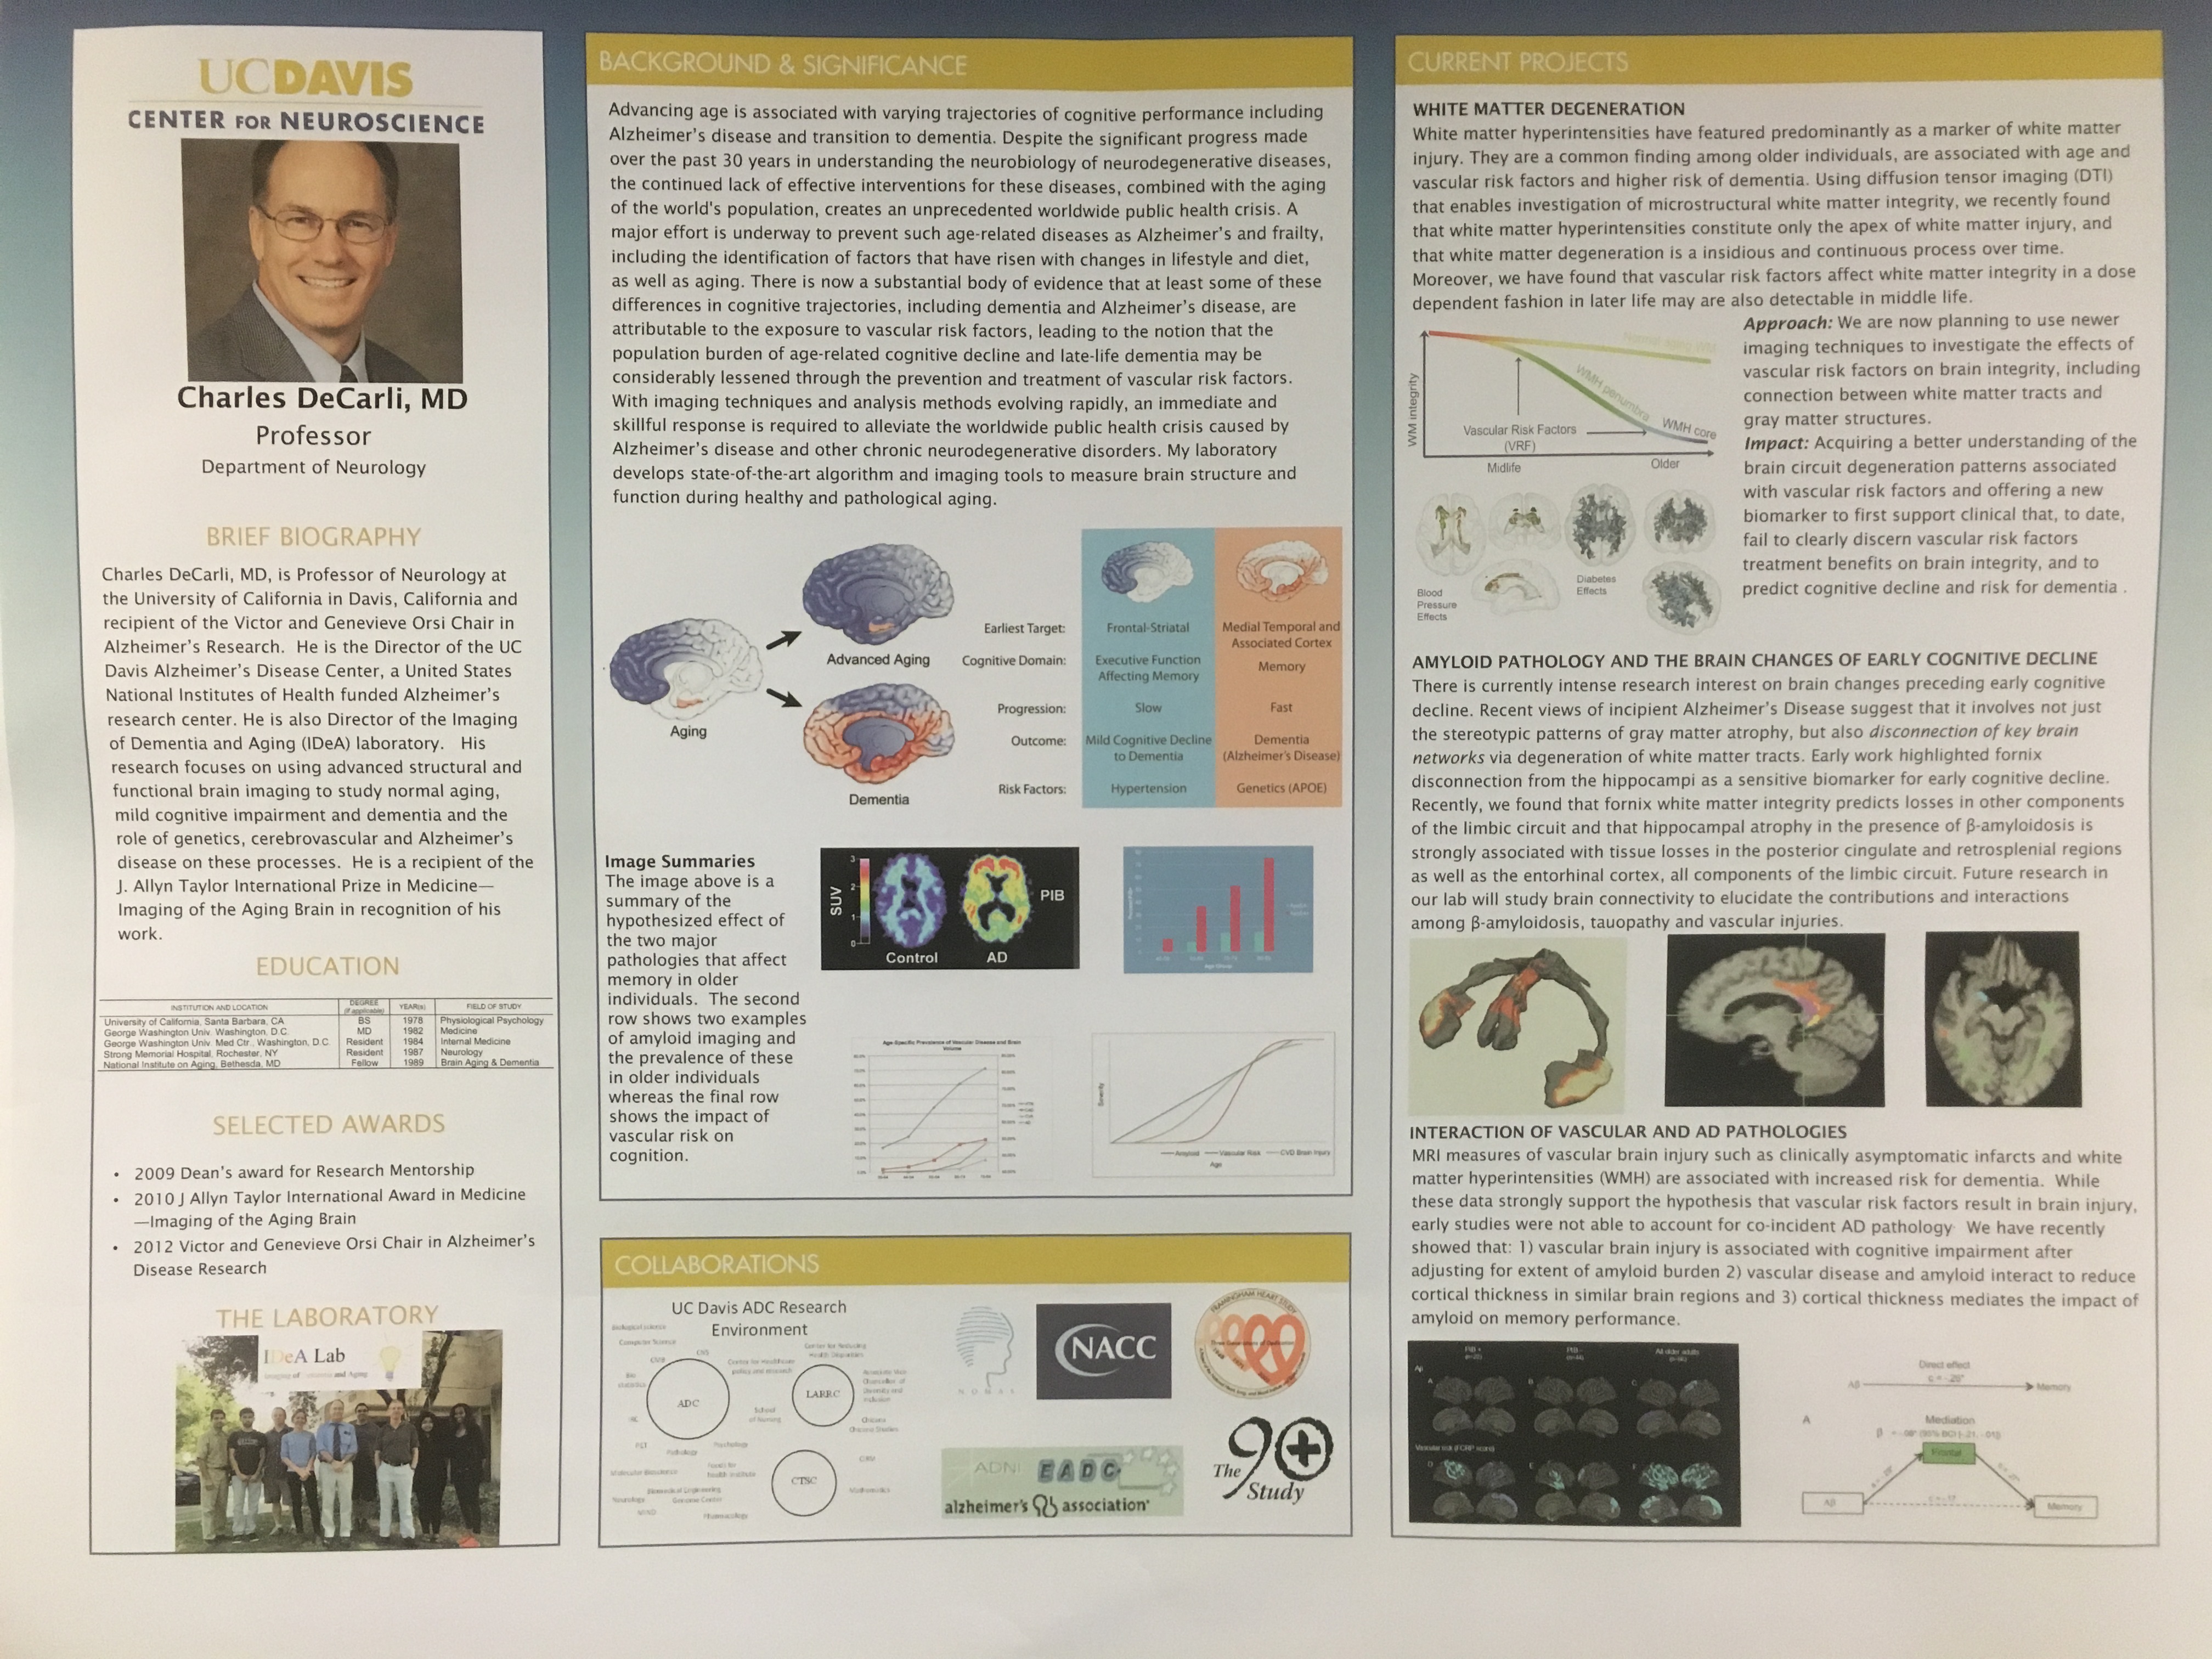 UCDAVIS
CENTER FOR NEUROSCIENCE
Charles DeCarli, MD
Professor
Department of Neurology
BRIEF BIOGRAPHY
Charles DeCarli, MD, is Professor of Neurology at
the University of California in Davis, California and
recipient of the Victor and Genevieve Orsi Chair in
Alzheimer's Research. He is the Director of the UC
Davis Alzheimer's Disease Center, a United States
National Institutes of Health funded Alzheimer's
research center. He is also Director of the Imaging
of Dementia and Aging (IDeA) laboratory. His
research focuses on using advanced structural and
functional brain imaging to study normal aging,
mild cognitive impairment and dementia and the
role of genetics, cerebrovascular and Alzheimer's
disease on these processes. He is a recipient of the
J. Allyn Taylor International Prize in Medicine—
Imaging of the Aging Brain in recognition of his
work.
EDUCATION
INSTITUTION AND LOCATION DEGREE (if applicable) YEAR(s) FIELD OF STUDY
University of California, Santa Barbara, CA BS 1978 Physiological Psychology
George Washington Univ. Washington, D.C. MD 1982 Medicine
George Washington Univ. Med Ctr., Washington, D.C. Resident 1984 Internal Medicine
Strong Memorial Hospital, Rochester, NY Resident 1987 Neurology
National Institute on Aging, Bethesda, MD Fellow 1989 Brain Aging & Dementia
SELECTED AWARDS
• 2009 Dean's award for Research Mentorship
• 2010 J Allyn Taylor International Award in Medicine
—Imaging of the Aging Brain
• 2012 Victor and Genevieve Orsi Chair in Alzheimer's
Disease Research
THE LABORATORY
IDeA Lab
Imaging of Dementia and Aging
BACKGROUND & SIGNIFICANCE
Advancing age is associated with varying trajectories of cognitive performance including
Alzheimer's disease and transition to dementia. Despite the significant progress made
over the past 30 years in understanding the neurobiology of neurodegenerative diseases,
the continued lack of effective interventions for these diseases, combined with the aging
of the world's population, creates an unprecedented worldwide public health crisis. A
major effort is underway to prevent such age-related diseases as Alzheimer's and frailty,
including the identification of factors that have risen with changes in lifestyle and diet,
as well as aging. There is now a substantial body of evidence that at least some of these
differences in cognitive trajectories, including dementia and Alzheimer's disease, are
attributable to the exposure to vascular risk factors, leading to the notion that the
population burden of age-related cognitive decline and late-life dementia may be
considerably lessened through the prevention and treatment of vascular risk factors.
With imaging techniques and analysis methods evolving rapidly, an immediate and
skillful response is required to alleviate the worldwide public health crisis caused by
Alzheimer's disease and other chronic neurodegenerative disorders. My laboratory
develops state-of-the-art algorithm and imaging tools to measure brain structure and
function during healthy and pathological aging.
Aging
Advanced Aging
Dementia
Earliest Target: Frontal-Striatal Medial Temporal and
Associated Cortex
Cognitive Domain: Executive Function Memory
Affecting Memory
Progression: Slow Fast
Outcome: Mild Cognitive Decline Dementia
to Dementia (Alzheimer's Disease)
Risk Factors: Hypertension Genetics (APOE)
Image Summaries
The image above is a
summary of the
hypothesized effect of
the two major
pathologies that affect
memory in older
individuals. The second
row shows two examples
of amyloid imaging and
the prevalence of these
in older individuals
whereas the final row
shows the impact of
vascular risk on
cognition.
SUV
3
2
1
0
PIB
Control AD
Age Group
Age-Specific Prevalence of Vascular Disease and Brain
Volume
Severity
Amyloid Vascular Risk CVD Brain Injury
Age
COLLABORATIONS
UC Davis ADC Research
Environment
Computer Science
Center for Healthcare
policy and research
Center for Reducing
Health Disparities
ADC
LARRC
School
of Nursing
Chicano Studies
Pathology
Psychology
CTSC
Biomedical Engineering
Genome Center
Neurology
MIND
Pharmacology
Mathematics
NACC
FRAMINGHAM HEART STUDY
Three Generations of Dedication
ADNI EADC
alzheimer's association
The 90+ Study
CURRENT PROJECTS
WHITE MATTER DEGENERATION
White matter hyperintensities have featured predominantly as a marker of white matter
injury. They are a common finding among older individuals, are associated with age and
vascular risk factors and higher risk of dementia. Using diffusion tensor imaging (DTI)
that enables investigation of microstructural white matter integrity, we recently found
that white matter hyperintensities constitute only the apex of white matter injury, and
that white matter degeneration is a insidious and continuous process over time.
Moreover, we have found that vascular risk factors affect white matter integrity in a dose
dependent fashion in later life may are also detectable in middle life.
WM integrity
Normal aging WM
WMH penumbra
WMH core
Vascular Risk Factors
(VRF)
Midlife Older
Blood
Pressure
Effects
Diabetes
Effects
Approach: We are now planning to use newer
imaging techniques to investigate the effects of
vascular risk factors on brain integrity, including
connection between white matter tracts and
gray matter structures.
Impact: Acquiring a better understanding of the
brain circuit degeneration patterns associated
with vascular risk factors and offering a new
biomarker to first support clinical that, to date,
fail to clearly discern vascular risk factors
treatment benefits on brain integrity, and to
predict cognitive decline and risk for dementia .
AMYLOID PATHOLOGY AND THE BRAIN CHANGES OF EARLY COGNITIVE DECLINE
There is currently intense research interest on brain changes preceding early cognitive
decline. Recent views of incipient Alzheimer's Disease suggest that it involves not just
the stereotypic patterns of gray matter atrophy, but also disconnection of key brain
networks via degeneration of white matter tracts. Early work highlighted fornix
disconnection from the hippocampi as a sensitive biomarker for early cognitive decline.
Recently, we found that fornix white matter integrity predicts losses in other components
of the limbic circuit and that hippocampal atrophy in the presence of β-amyloidosis is
strongly associated with tissue losses in the posterior cingulate and retrosplenial regions
as well as the entorhinal cortex, all components of the limbic circuit. Future research in
our lab will study brain connectivity to elucidate the contributions and interactions
among β-amyloidosis, tauopathy and vascular injuries.
INTERACTION OF VASCULAR AND AD PATHOLOGIES
MRI measures of vascular brain injury such as clinically asymptomatic infarcts and white
matter hyperintensities (WMH) are associated with increased risk for dementia. While
these data strongly support the hypothesis that vascular risk factors result in brain injury,
early studies were not able to account for co-incident AD pathology We have recently
showed that: 1) vascular brain injury is associated with cognitive impairment after
adjusting for extent of amyloid burden 2) vascular disease and amyloid interact to reduce
cortical thickness in similar brain regions and 3) cortical thickness mediates the impact of
amyloid on memory performance.
PIB +
PIB -
All older adults
Aβ
A B C
Vascular risk (FCRP score)
D E F
Direct effect
Aβ Memory
A
Mediation
Frontal
Aβ Memory